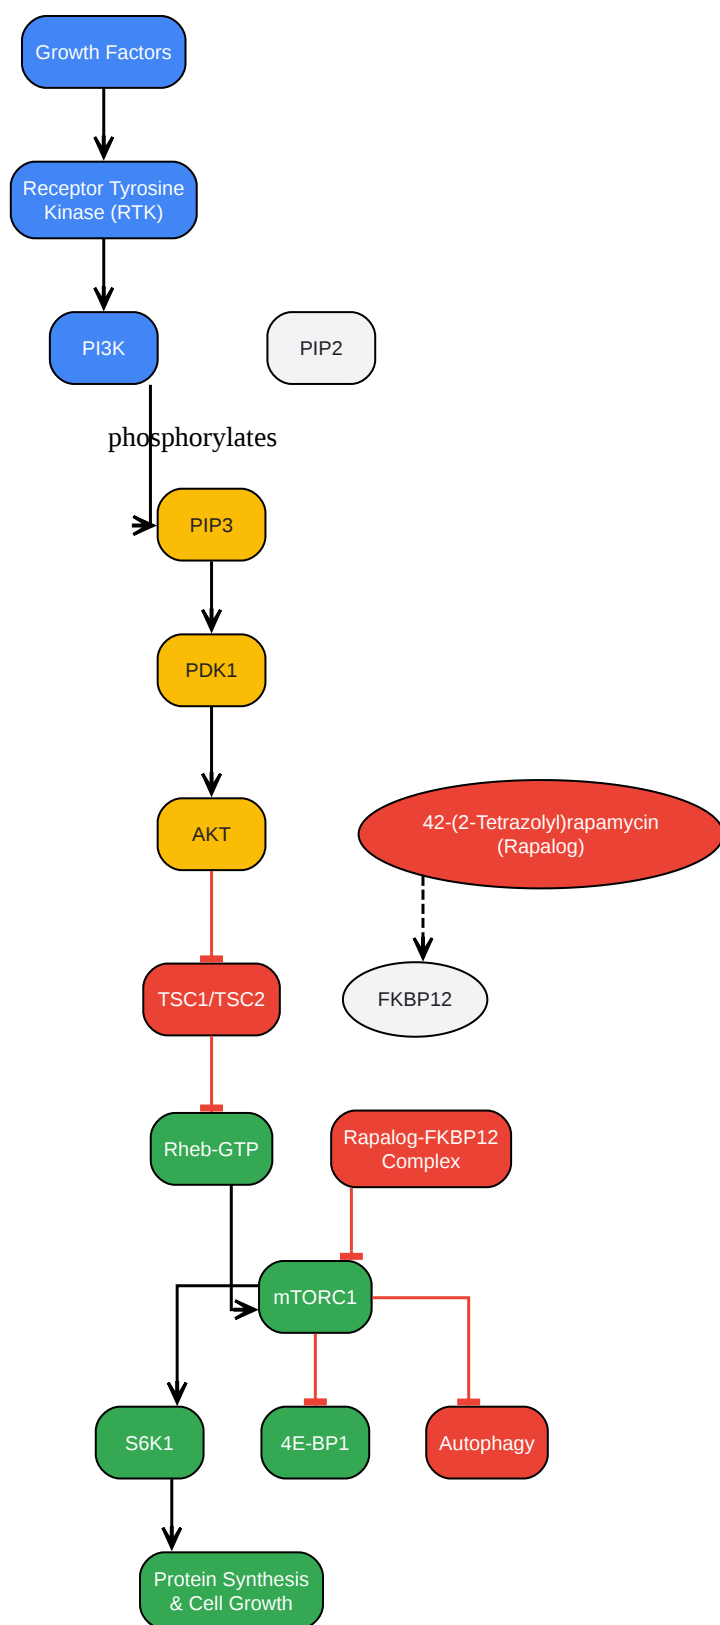 Growth Factors
Receptor Tyrosine
Kinase (RTK)
PI3K
PIP2
phosphorylates
PIP3
PDK1
AKT
42-(2-Tetrazolyl)rapamycin
(Rapalog)
TSC1/TSC2
FKBP12
Rheb-GTP
Rapalog-FKBP12
Complex
mTORC1
S6K1
4E-BP1
Autophagy
Protein Synthesis
& Cell Growth